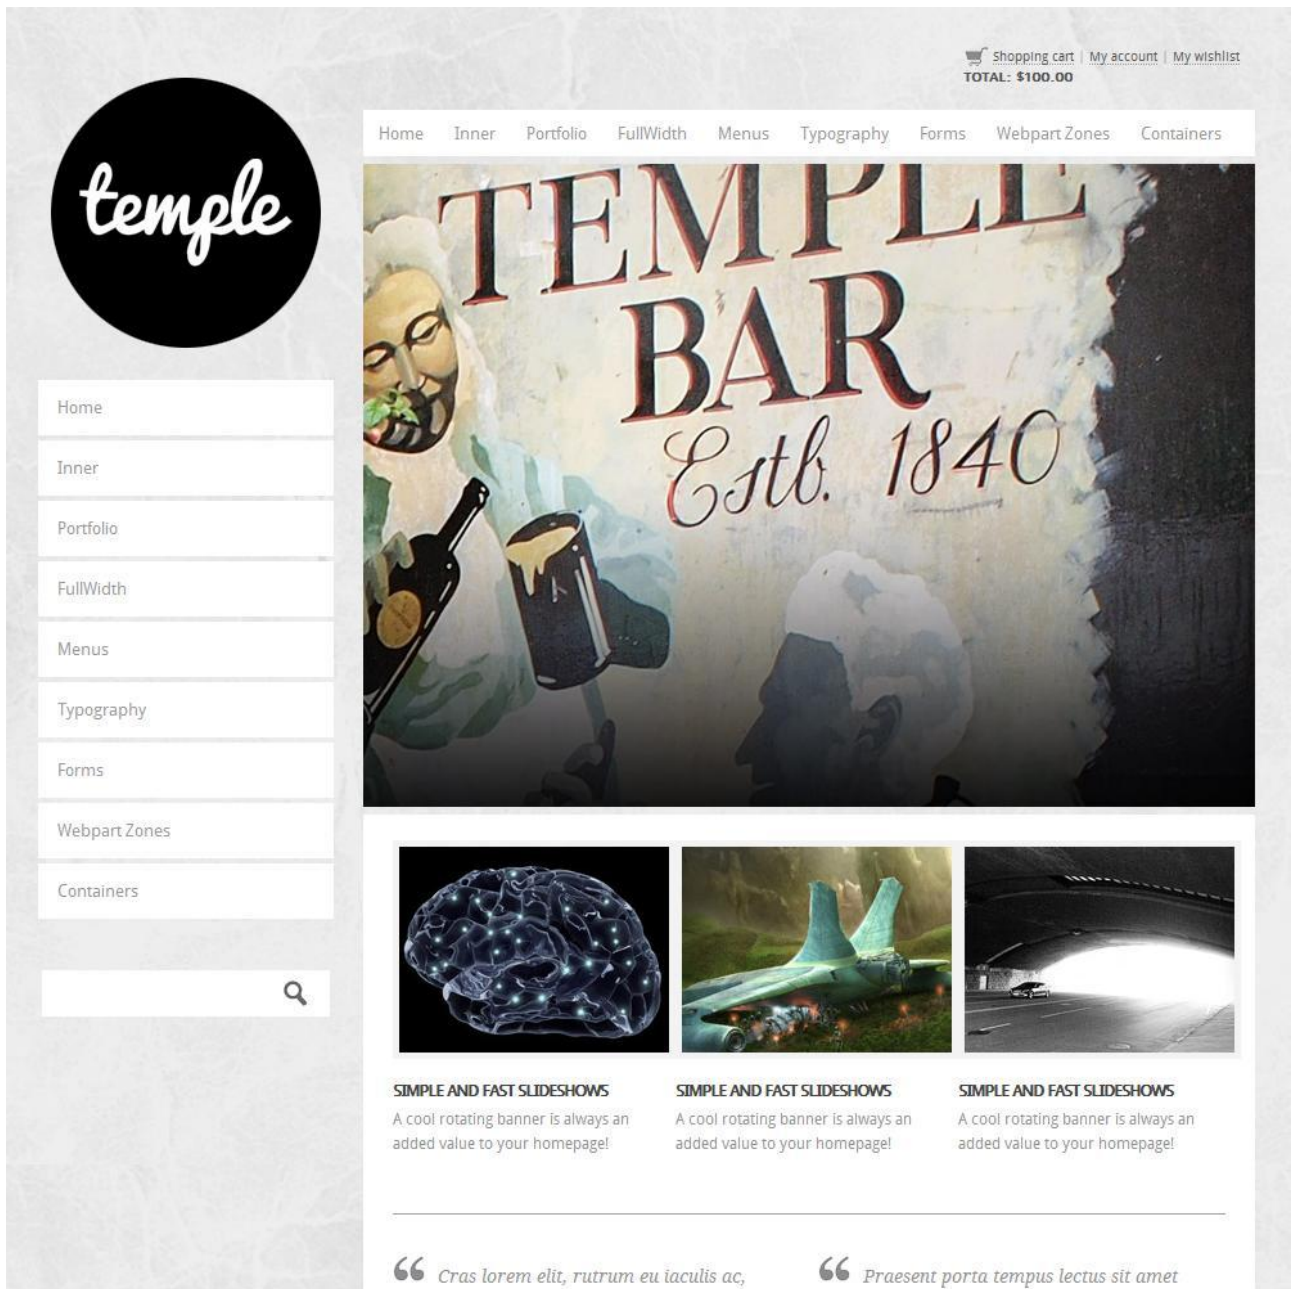 Shopping cart | My account | My wishlist
TOTAL: $100.00
temple
Home Inner Portfolio FullWidth Menus Typography Forms Webpart Zones Containers
TEMPLE
BAR
Estb. 1840
Home
Inner
Portfolio
FullWidth
Menus
Typography
Forms
Webpart Zones
Containers
SIMPLE AND FAST SLIDESHOWS
A cool rotating banner is always an
added value to your homepage!
SIMPLE AND FAST SLIDESHOWS
A cool rotating banner is always an
added value to your homepage!
SIMPLE AND FAST SLIDESHOWS
A cool rotating banner is always an
added value to your homepage!
“ Cras lorem elit, rutrum eu iaculis ac,
“ Praesent porta tempus lectus sit amet